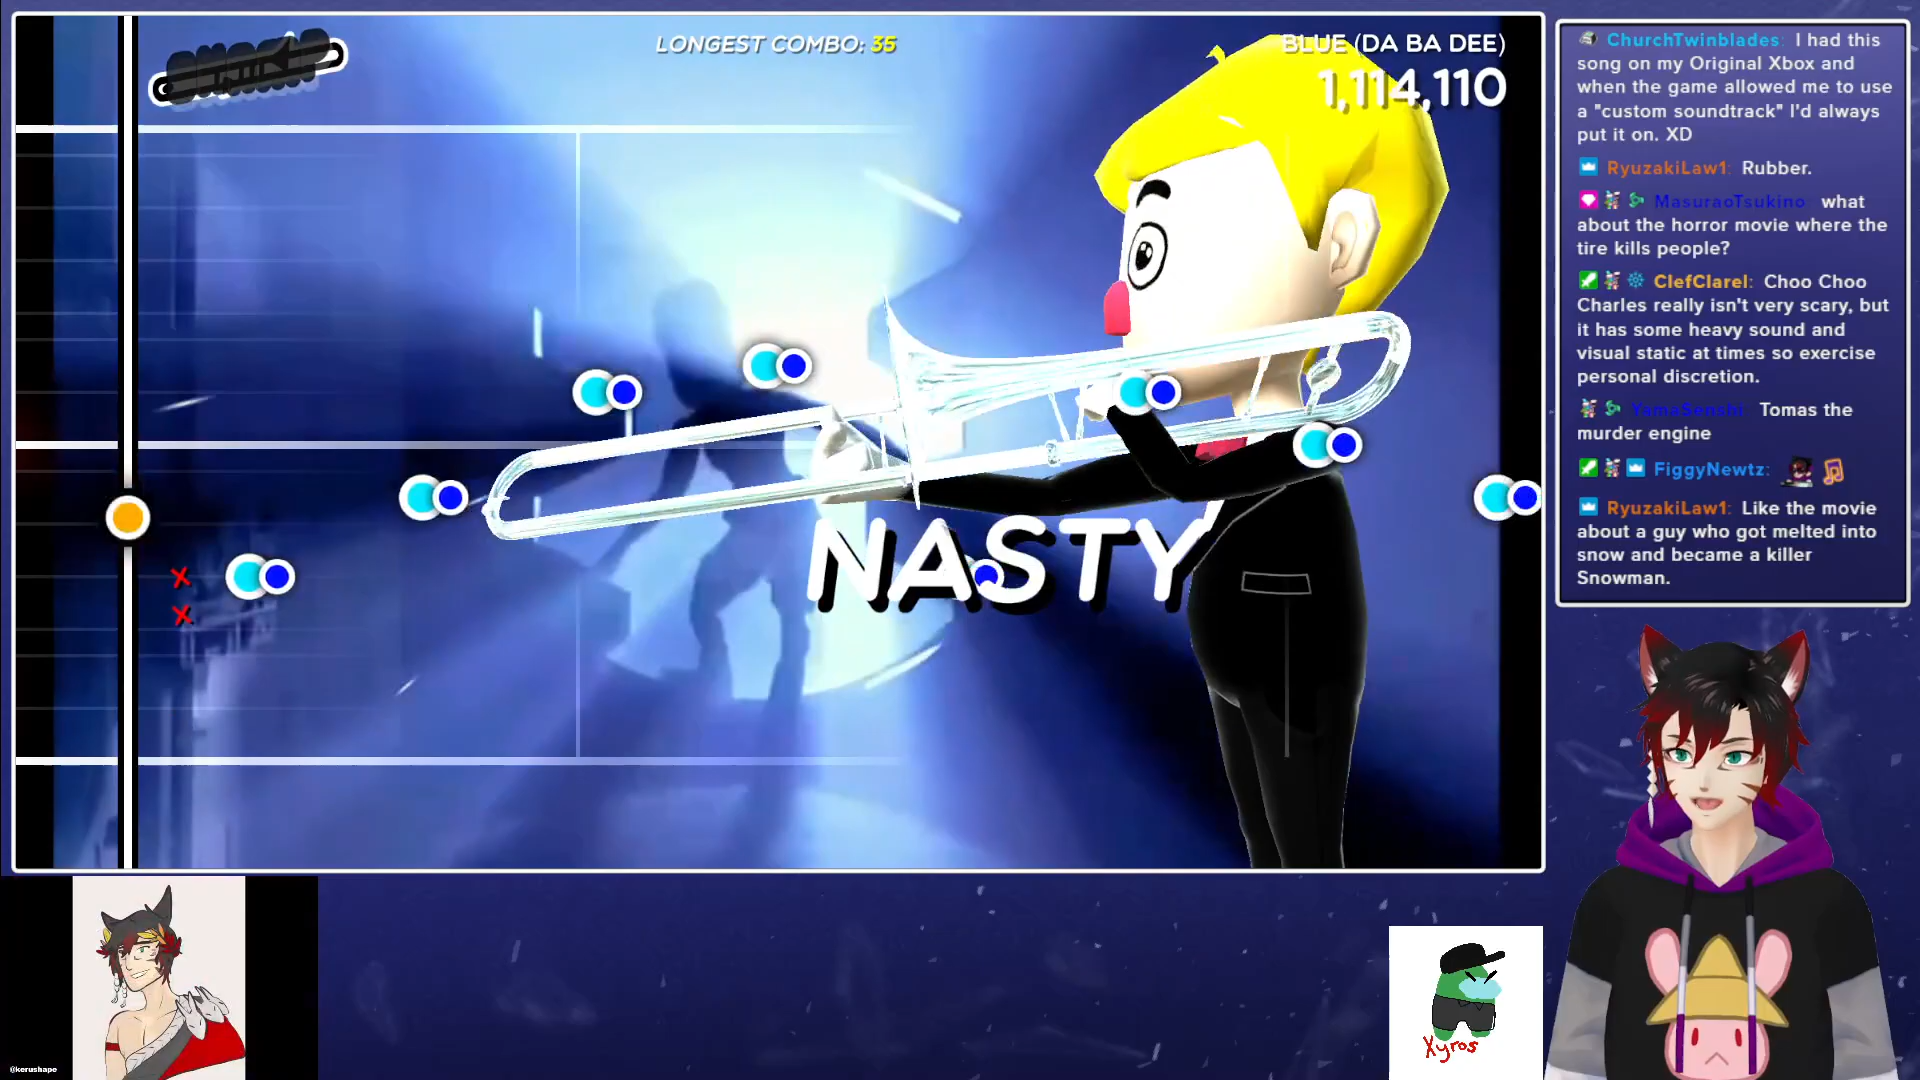 LONGEST COMBO: 35
BLUE (DA BA DEE)
1,114,110
NASTY
ChurchTwinblades: I had this
song on my Original Xbox and
when the game allowed me to use
a "custom soundtrack" I'd always
put it on. XD
RyuzakiLaw1: Rubber.
MasuraoTsukino: what
about the horror movie where the
tire kills people?
ClefClarel: Choo Choo
Charles really isn't very scary, but
it has some heavy sound and
visual static at times so exercise
personal discretion.
YamaSenshi: Tomas the
murder engine
FiggyNewtz:
RyuzakiLaw1: Like the movie
about a guy who got melted into
snow and became a killer
Snowman.
@kerushape
Xyros